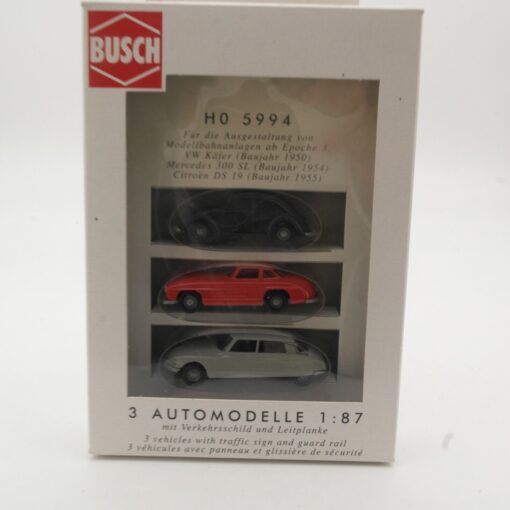 BUSCH
H0 5994
Für die Ausgestaltung von
Modellbahnanlagen ab Epoche 3.
VW Käfer (Baujahr 1950)
Mercedes 300 SL (Baujahr 1954)
Citroën DS 19 (Baujahr 1955)
3 AUTOMODELLE 1:87
mit Verkehrsschild und Leitplanke
3 vehicles with traffic sign and guard rail
3 véhicules avec panneau et glissière de sécurité